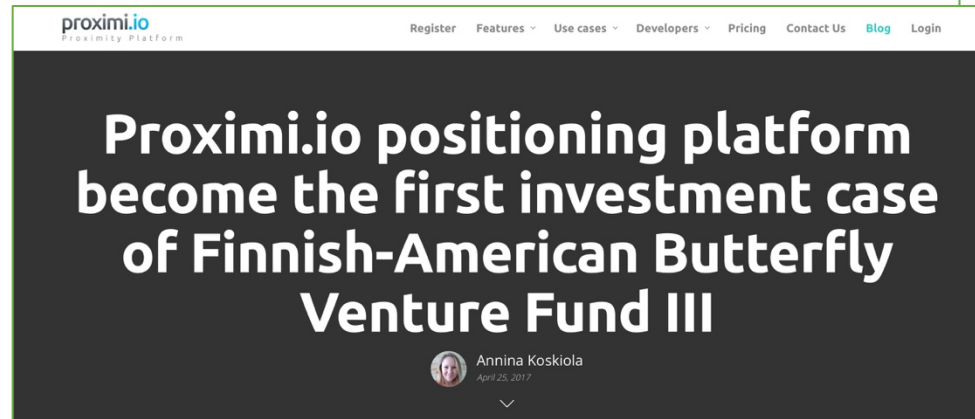 proximi.io
Proximity Platform
Register Features Use cases Developers Pricing Contact Us Blog Login
Proximi.io positioning platform
become the first investment case
of Finnish-American Butterfly
Venture Fund III
Annina Koskiola
April 25, 2017